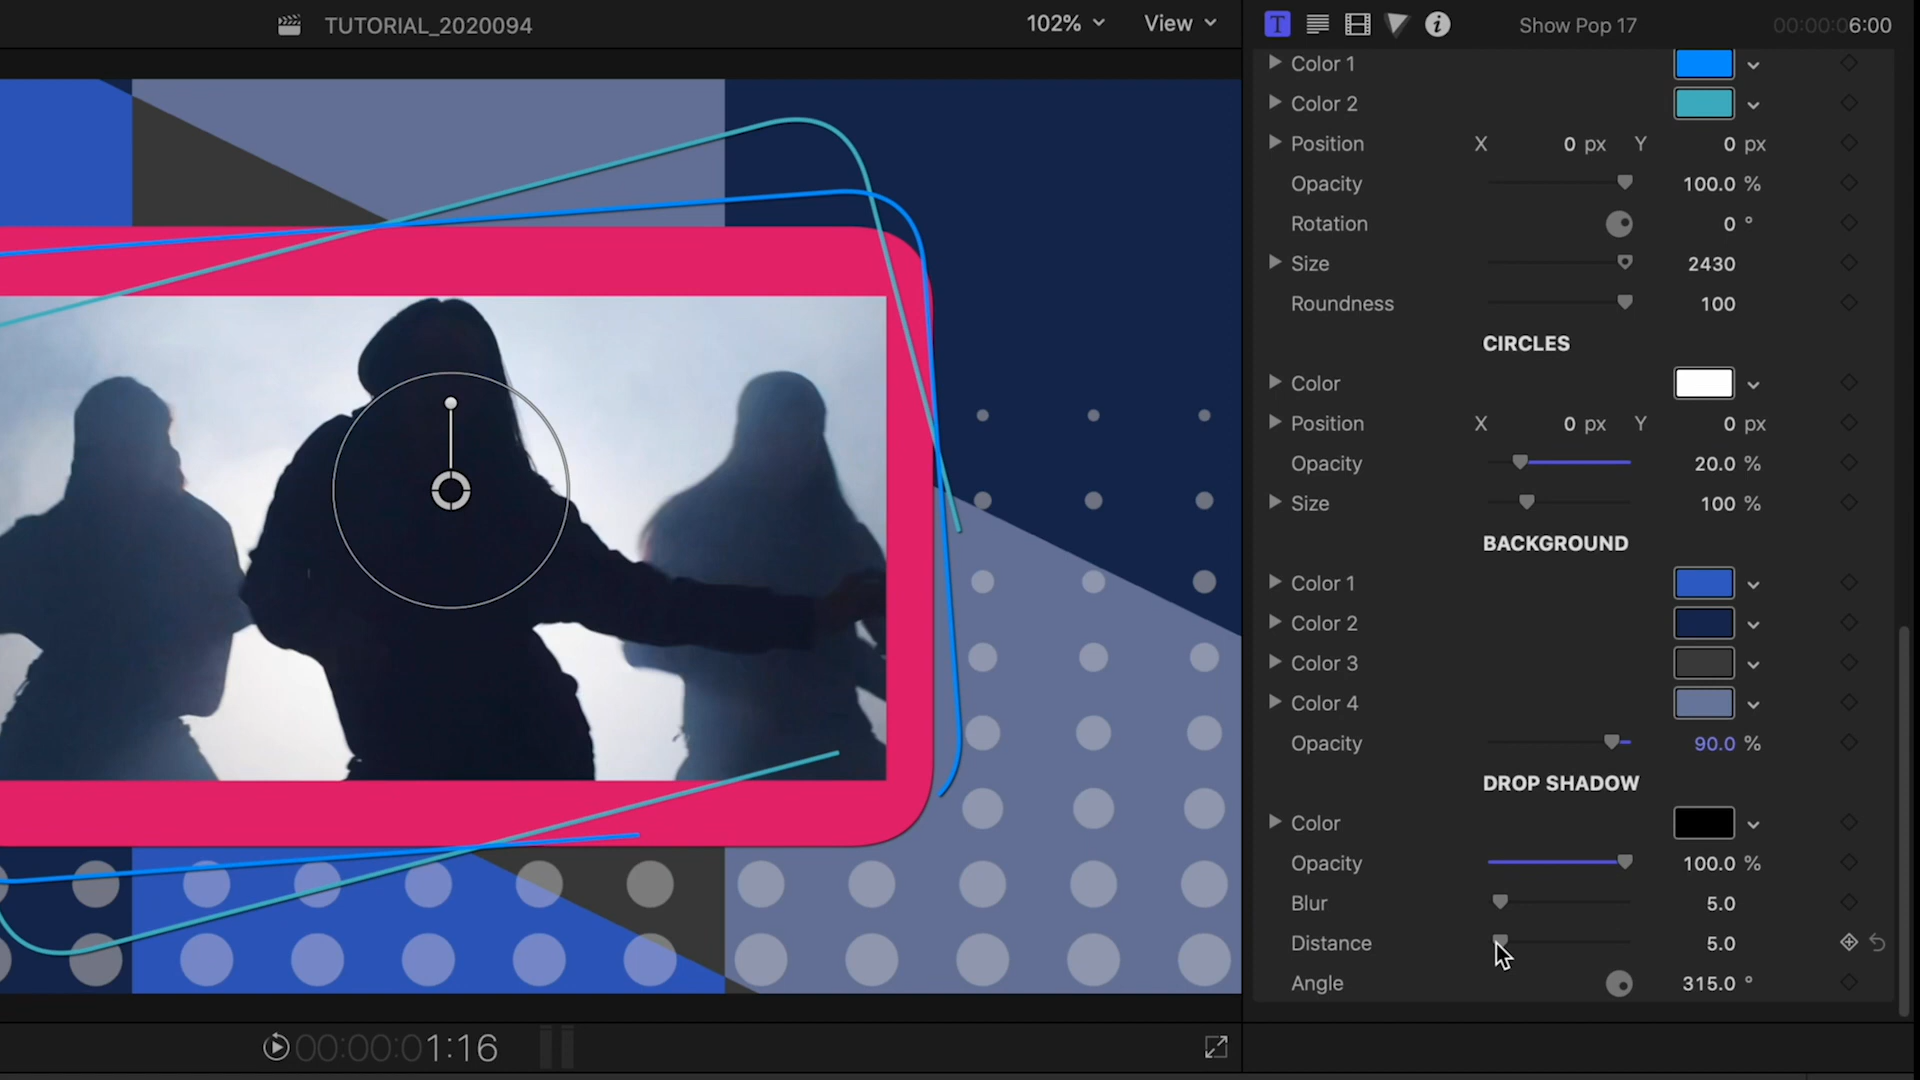 TUTORIAL_2020094
102%
View
T
i
Show Pop 17
00:00:06:00
Color 1
Color 2
Position X 0 px Y 0 px
Opacity 100.0 %
Rotation 0 °
Size 2430
Roundness 100
CIRCLES
Color
Position X 0 px Y 0 px
Opacity 20.0 %
Size 100 %
BACKGROUND
Color 1
Color 2
Color 3
Color 4
Opacity 90.0 %
DROP SHADOW
Color
Opacity 100.0 %
Blur 5.0
Distance 5.0
Angle 315.0 °
00:00:01:16